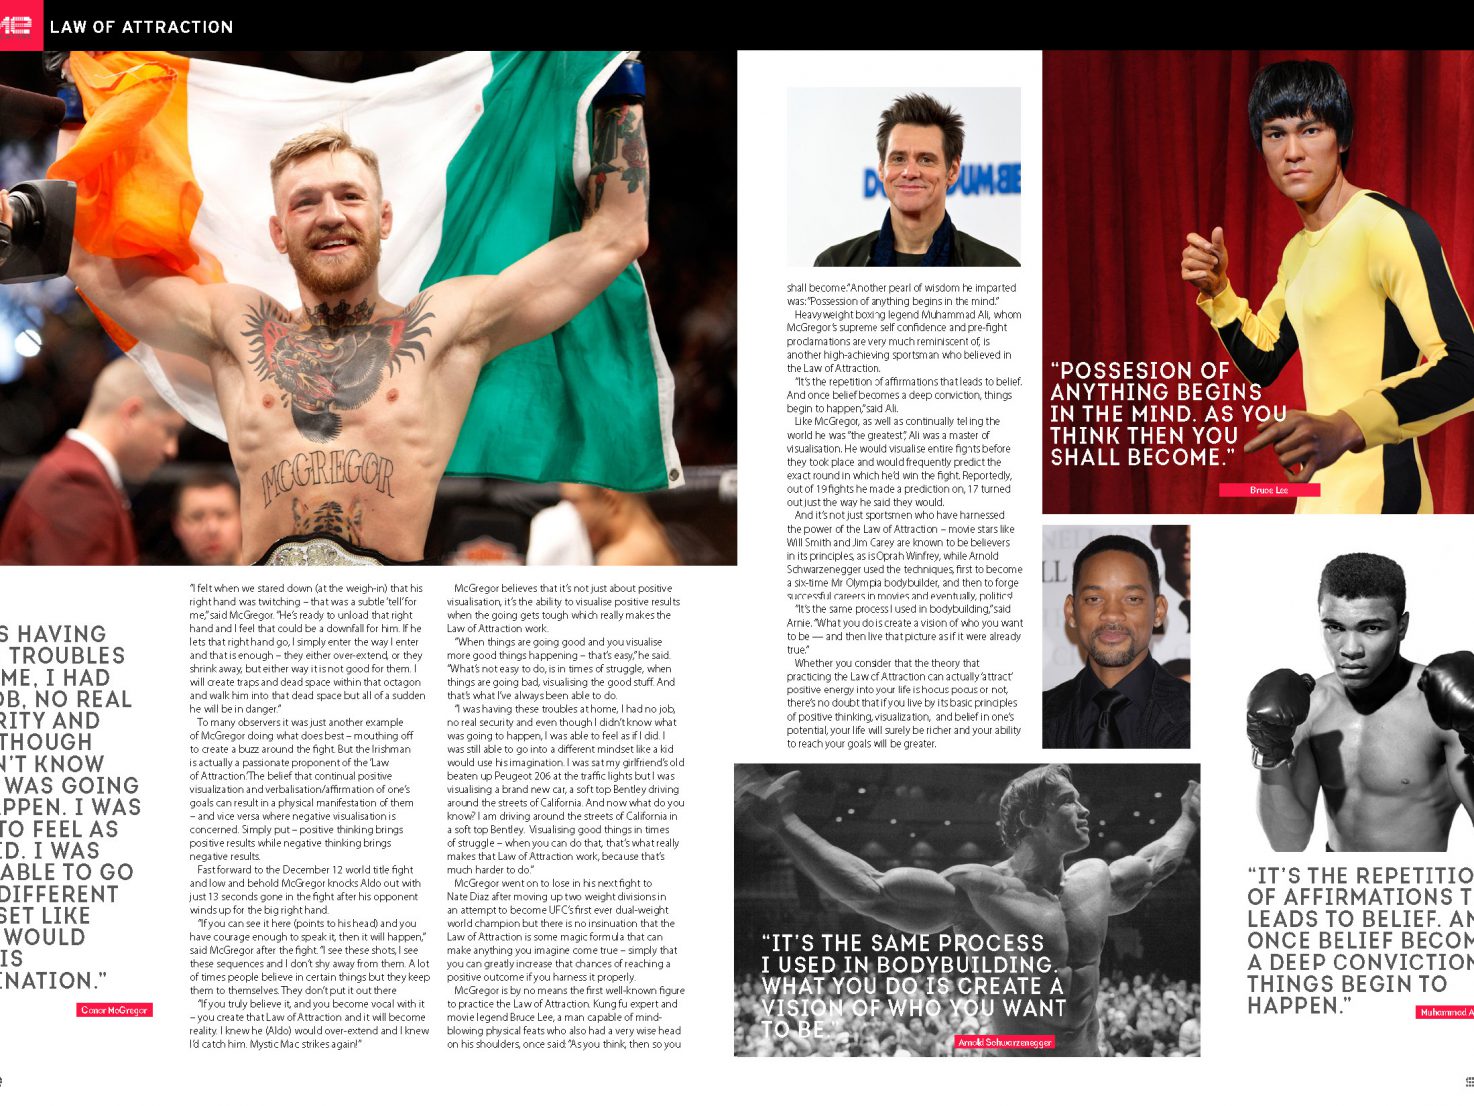 LAW OF ATTRACTION
McGREGOR
S HAVING
TROUBLES
ME, I HAD
OB, NO REAL
RITY AND
THOUGH
N'T KNOW
WAS GOING
APPEN. I WAS
TO FEEL AS
ID. I WAS
ABLE TO GO
DIFFERENT
SET LIKE
WOULD
IS
INATION."
Conor McGregor
"I felt when we stared down (at the weigh-in) that his
right hand was twitching – that was a subtle 'tell' for
me," said McGregor. "He's ready to unload that right
hand and I feel that could be a downfall for him. If he
lets that right hand go, I simply enter the way I enter
and that is enough – they either over-extend, or they
shrink away, but either way it is not good for them. I
will create traps and dead space within that octagon
and walk him into that dead space but all of a sudden
he will be in danger."
To many observers it was just another example
of McGregor doing what does best – mouthing off
to create a buzz around the fight. But the Irishman
is actually a passionate proponent of the 'Law
of Attraction.' The belief that continual positive
visualization and verbalisation/affirmation of one's
goals can result in a physical manifestation of them
– and vice versa where negative visualisation is
concerned. Simply put – positive thinking brings
positive results while negative thinking brings
negative results.
Fast forward to the December 12 world title fight
and low and behold McGregor knocks Aldo out with
just 13 seconds gone in the fight after his opponent
winds up for the big right hand.
"If you can see it here (points to his head) and you
have courage enough to speak it, then it will happen,"
said McGregor after the fight. "I see these shots, I see
these sequences and I don't shy away from them. A lot
of times people believe in certain things but they keep
them to themselves. They don't put it out there
"If you truly believe it, and you become vocal with it
– you create that Law of Attraction and it will become
reality. I knew he (Aldo) would over-extend and I knew
I'd catch him. Mystic Mac strikes again!"
McGregor believes that it's not just about positive
visualisation, it's the ability to visualise positive results
when the going gets tough which really makes the
Law of Attraction work.
"When things are going good and you visualise
more good things happening – that's easy," he said.
"What's not easy to do, is in times of struggle, when
things are going bad, visualising the good stuff. And
that's what I've always been able to do.
"I was having these troubles at home, I had no job,
no real security and even though I didn't know what
was going to happen, I was able to feel as if I did. I
was still able to go into a different mindset like a kid
would use his imagination. I was sat my girlfriend's old
beaten up Peugeot 206 at the traffic lights but I was
visualising a brand new car, a soft top Bentley driving
around the streets of California. And now what do you
know? I am driving around the streets of California in
a soft top Bentley. Visualising good things in times
of struggle – when you can do that, that's what really
makes that Law of Attraction work, because that's
much harder to do."
McGregor went on to lose in his next fight to
Nate Diaz after moving up two weight divisions in
an attempt to become UFC's first ever dual-weight
world champion but there is no insinuation that the
Law of Attraction is some magic formula that can
make anything you imagine come true – simply that
you can greatly increase that chances of reaching a
positive outcome if you harness it properly.
McGregor is by no means the first well-known figure
to practice the Law of Attraction. Kung fu expert and
movie legend Bruce Lee, a man capable of mind-
blowing physical feats who also had a very wise head
on his shoulders, once said: "As you think, then so you
shall become." Another pearl of wisdom he imparted
was: "Possession of anything begins in the mind."
Heavyweight boxing legend Muhammad Ali, whom
McGregor's supreme self confidence and pre-fight
proclamations are very much reminiscent of, is
another high-achieving sportsman who believed in
the Law of Attraction.
"It's the repetition of affirmations that leads to belief.
And once belief becomes a deep conviction, things
begin to happen," said Ali.
Like McGregor, as well as continually telling the
world he was "the greatest", Ali was a master of
visualisation. He would visualise entire fights before
they took place and would frequently predict the
exact round in which he'd win the fight. Reportedly,
out of 19 fights he made a prediction on, 17 turned
out just the way he said they would.
And it's not just sportsmen who have harnessed
the power of the Law of Attraction – movie stars like
Will Smith and Jim Carey are known to be believers
in its principles, as is Oprah Winfrey, while Arnold
Schwarzenegger used the techniques, first to become
a six-time Mr Olympia bodybuilder, and then to forge
successful careers in movies and eventually, politics!
"It's the same process I used in bodybuilding," said
Arnie. "What you do is create a vision of who you want
to be — and then live that picture as if it were already
true."
Whether you consider that the theory that
practicing the Law of Attraction can actually 'attract'
positive energy into your life is hocus pocus or not,
there's no doubt that if you live by its basic principles
of positive thinking, visualization, and belief in one's
potential, your life will surely be richer and your ability
to reach your goals will be greater.
"POSSESION OF
ANYTHING BEGINS
IN THE MIND. AS YOU
THINK THEN YOU
SHALL BECOME."
Bruce Lee
"IT'S THE SAME PROCESS
I USED IN BODYBUILDING.
WHAT YOU DO IS CREATE A
VISION OF WHO YOU WANT
TO BE."
Arnold Schwarzenegger
"IT'S THE REPETITIO
OF AFFIRMATIONS T
LEADS TO BELIEF. AN
ONCE BELIEF BECOM
A DEEP CONVICTION
THINGS BEGIN TO
HAPPEN."
Muhammad A